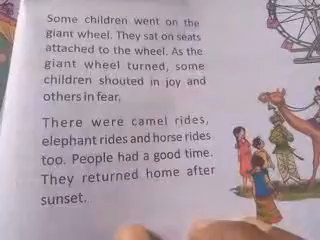 Some children went on the
giant wheel. They sat on seats
attached to the wheel. As the
giant wheel turned, some
children shouted in joy and
others in fear.
There were camel rides,
elephant rides and horse rides
too. People had a good time.
They returned home after
sunset.